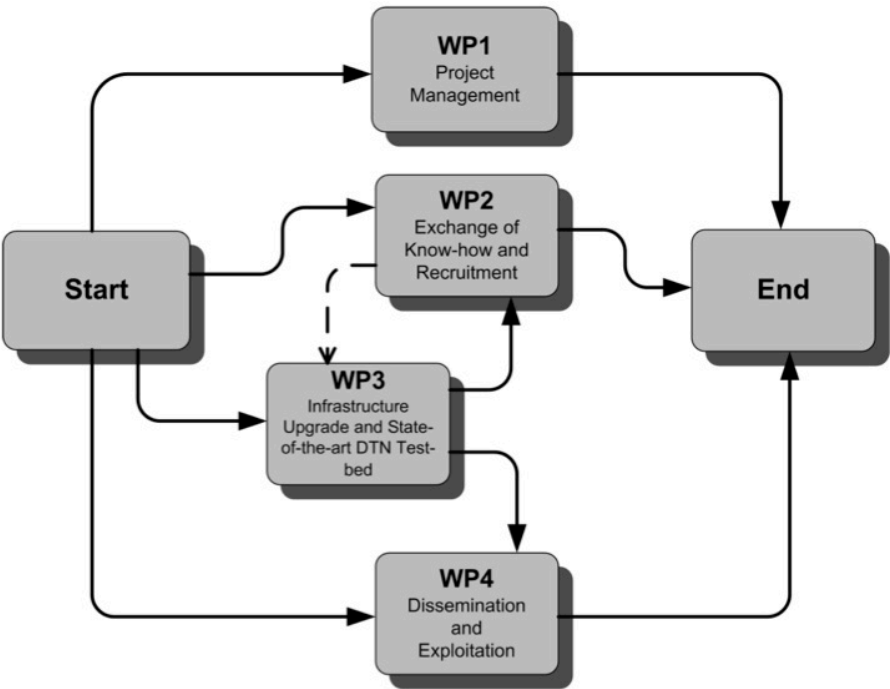 WP1
Project
Management
WP2
Exchange of
Know-how and
Recruitment
Start
End
WP3
Infrastructure
Upgrade and State-
of-the-art DTN Test-
bed
WP4
Dissemination
and
Exploitation